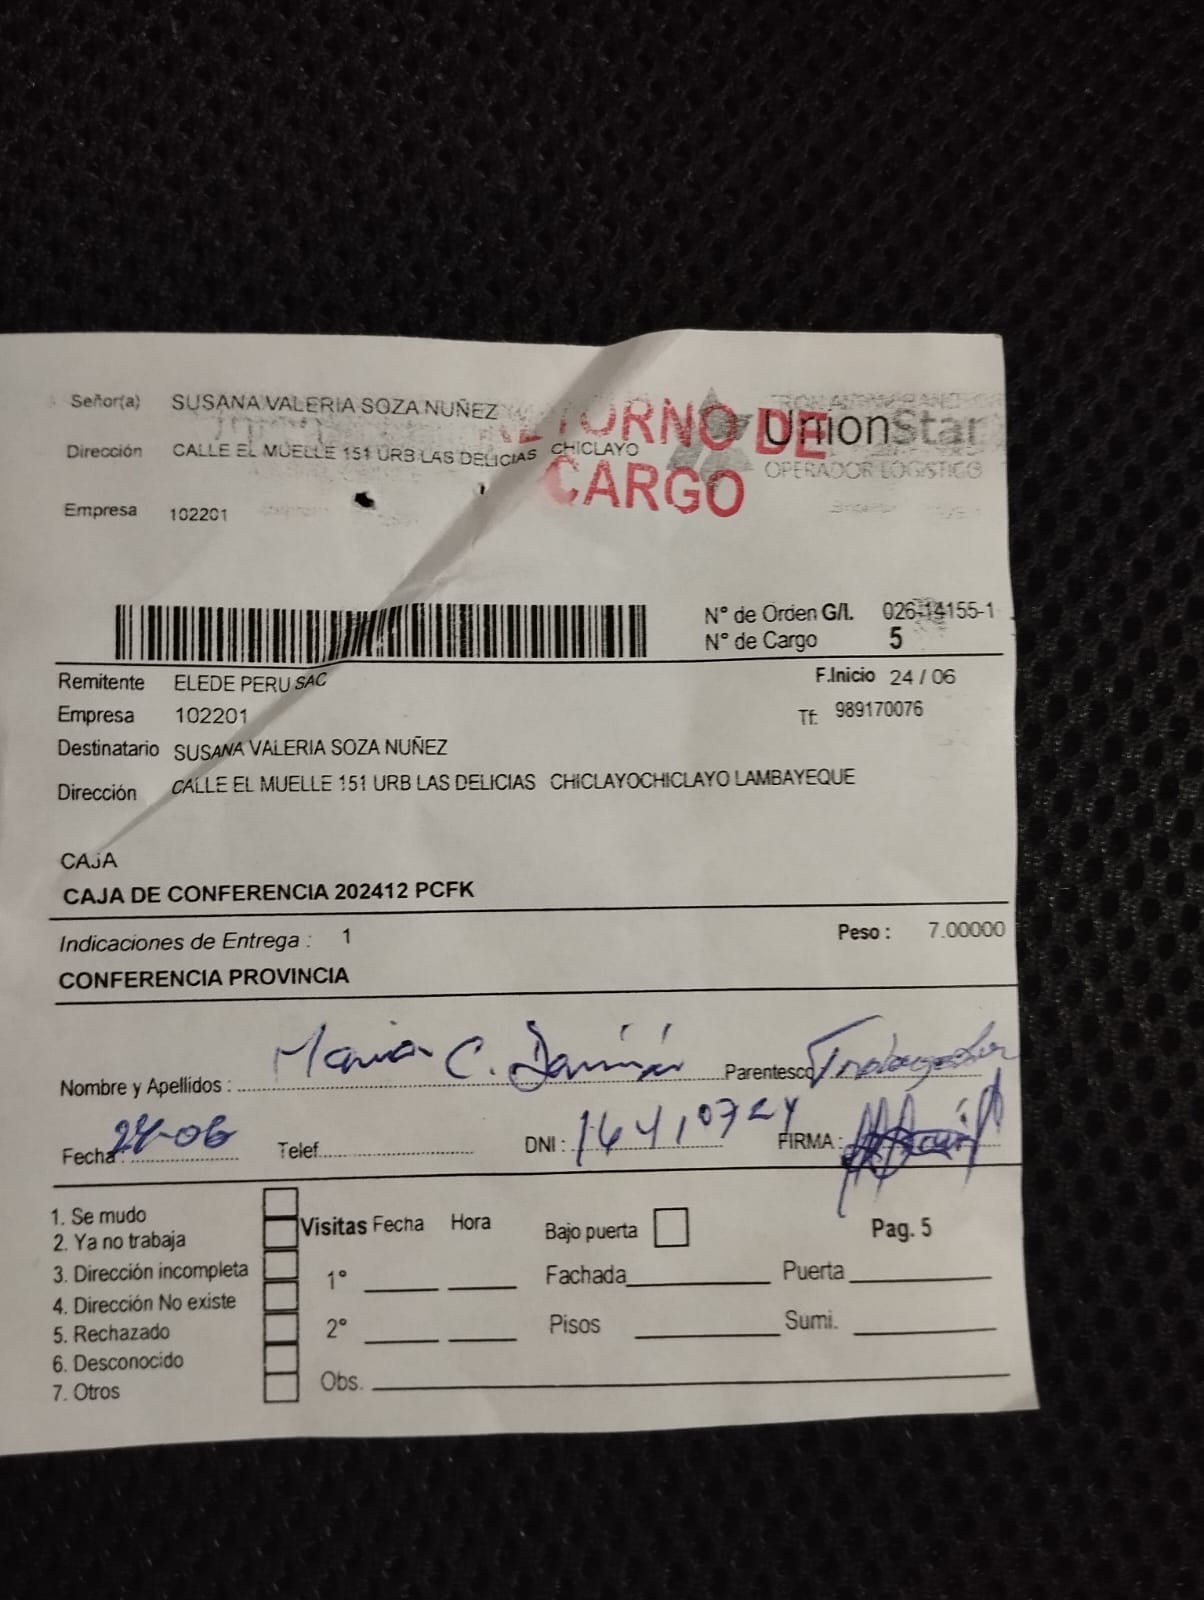 Señor(a) SUSANA VALERIA SOZA NUÑEZ
RETORNO DE CARGO
UnionStar
OPERADOR LOGISTICO
Dirección CALLE EL MUELLE 151 URB LAS DELICIAS CHICLAYO
Empresa 102201
N° de Orden G/I. 026-14155-1
N° de Cargo 5
Remitente ELEDE PERU SAC
F.Inicio 24 / 06
Empresa 102201
Tf: 989170076
Destinatario SUSANA VALERIA SOZA NUÑEZ
Dirección CALLE EL MUELLE 151 URB LAS DELICIAS CHICLAYOCHICLAYO LAMBAYEQUE
CAJA
CAJA DE CONFERENCIA 202412 PCFK
Indicaciones de Entrega : 1
Peso : 7.00000
CONFERENCIA PROVINCIA
Nombre y Apellidos : Maria C. Damián Parentesco Trabagador
Fecha : 24-06 Telef. DNI : FIRMA :
1. Se mudo
2. Ya no trabaja
3. Dirección incompleta
4. Dirección No existe
5. Rechazado
6. Desconocido
7. Otros
Visitas Fecha Hora
1°
2°
Obs.
Bajo puerta
Fachada
Pisos
Pag. 5
Puerta
Sumi.